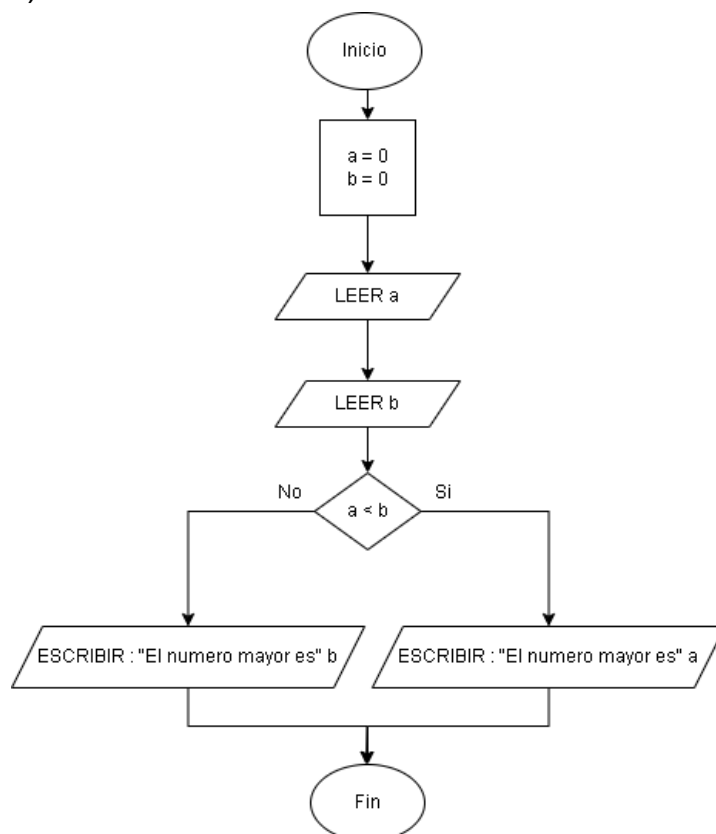 Inicio
a = 0
b = 0
LEER a
LEER b
a < b
No
Si
ESCRIBIR : "El numero mayor es" b
ESCRIBIR : "El numero mayor es" a
Fin